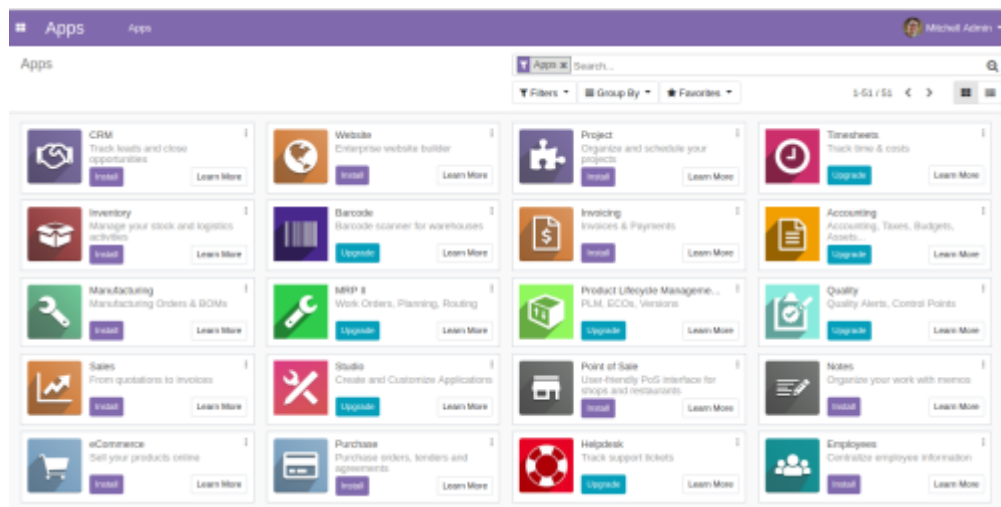 Apps Apps Mitchell Admin
Apps
Apps × Search...
Filters Group By Favorites 1-51 / 51
CRM
Track leads and close
opportunities
Install Learn More
Website
Enterprise website builder
Install Learn More
Project
Organize and schedule your
projects
Install Learn More
Timesheets
Track time & costs
Upgrade Learn More
Inventory
Manage your stock and logistics
activities
Install Learn More
Barcode
Barcode scanner for warehouses
Upgrade Learn More
Invoicing
Invoices & Payments
Install Learn More
Accounting
Accounting, Taxes, Budgets,
Assets...
Upgrade Learn More
Manufacturing
Manufacturing Orders & BOMs
Install Learn More
MRP II
Work Orders, Planning, Routing
Upgrade Learn More
Product Lifecycle Manageme...
PLM, ECOs, Versions
Upgrade Learn More
Quality
Quality Alerts, Control Points
Upgrade Learn More
Sales
From quotations to invoices
Install Learn More
Studio
Create and Customize Applications
Upgrade Learn More
Point of Sale
User-friendly PoS interface for
shops and restaurants
Install Learn More
Notes
Organize your work with memos
Install Learn More
eCommerce
Sell your products online
Install Learn More
Purchase
Purchase orders, tenders and
agreements
Install Learn More
Helpdesk
Track support tickets
Upgrade Learn More
Employees
Centralize employee information
Install Learn More